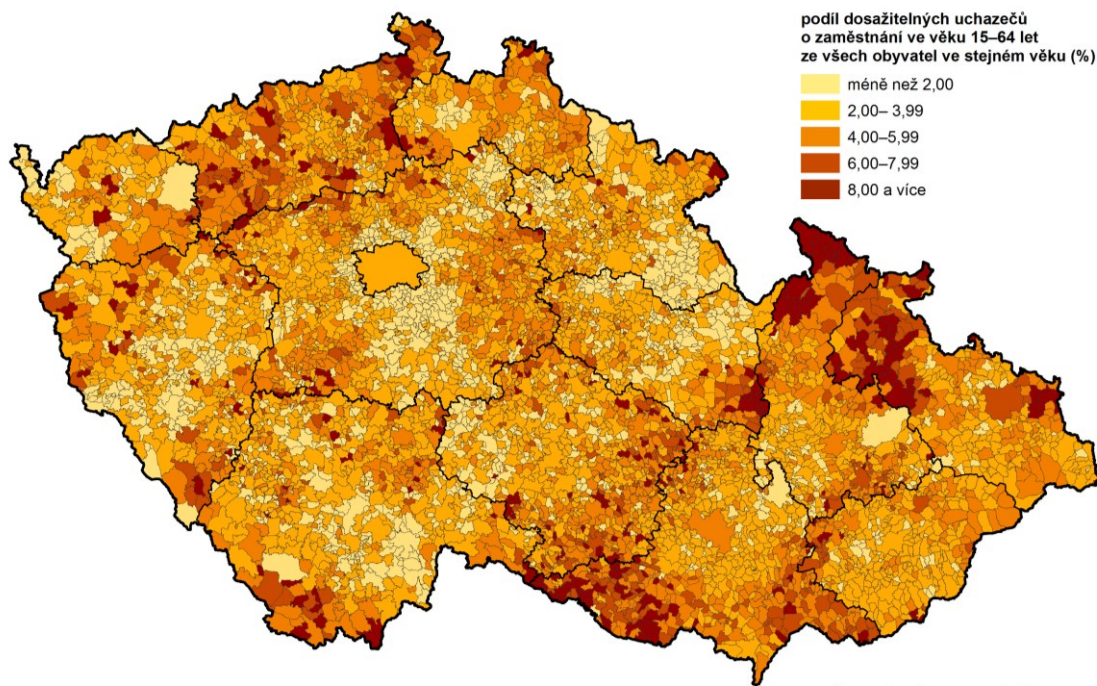 podíl dosažitelných uchazečů
o zaměstnání ve věku 15–64 let
ze všech obyvatel ve stejném věku (%)
méně než 2,00
2,00– 3,99
4,00–5,99
6,00–7,99
8,00 a více